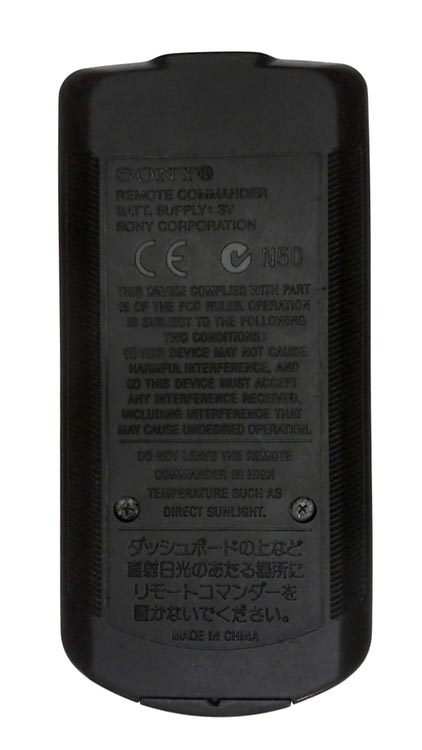 SONY®
REMOTE COMMANDER
BATT. SUPPLY: 3V
SONY CORPORATION
CE N50
THIS DEVICE COMPLIES WITH PART
15 OF THE FCC RULES. OPERATION
IS SUBJECT TO THE FOLLOWING
TWO CONDITIONS:
(1) THIS DEVICE MAY NOT CAUSE
HARMFUL INTERFERENCE, AND
(2) THIS DEVICE MUST ACCEPT
ANY INTERFERENCE RECEIVED,
INCLUDING INTERFERENCE THAT
MAY CAUSE UNDESIRED OPERATION.
DO NOT LEAVE THE REMOTE
COMMANDER IN HIGH
TEMPERATURE SUCH AS
DIRECT SUNLIGHT.
ダッシュボードの上など
直射日光のあたる場所に
リモートコマンダーを
置かないでください。
MADE IN CHINA